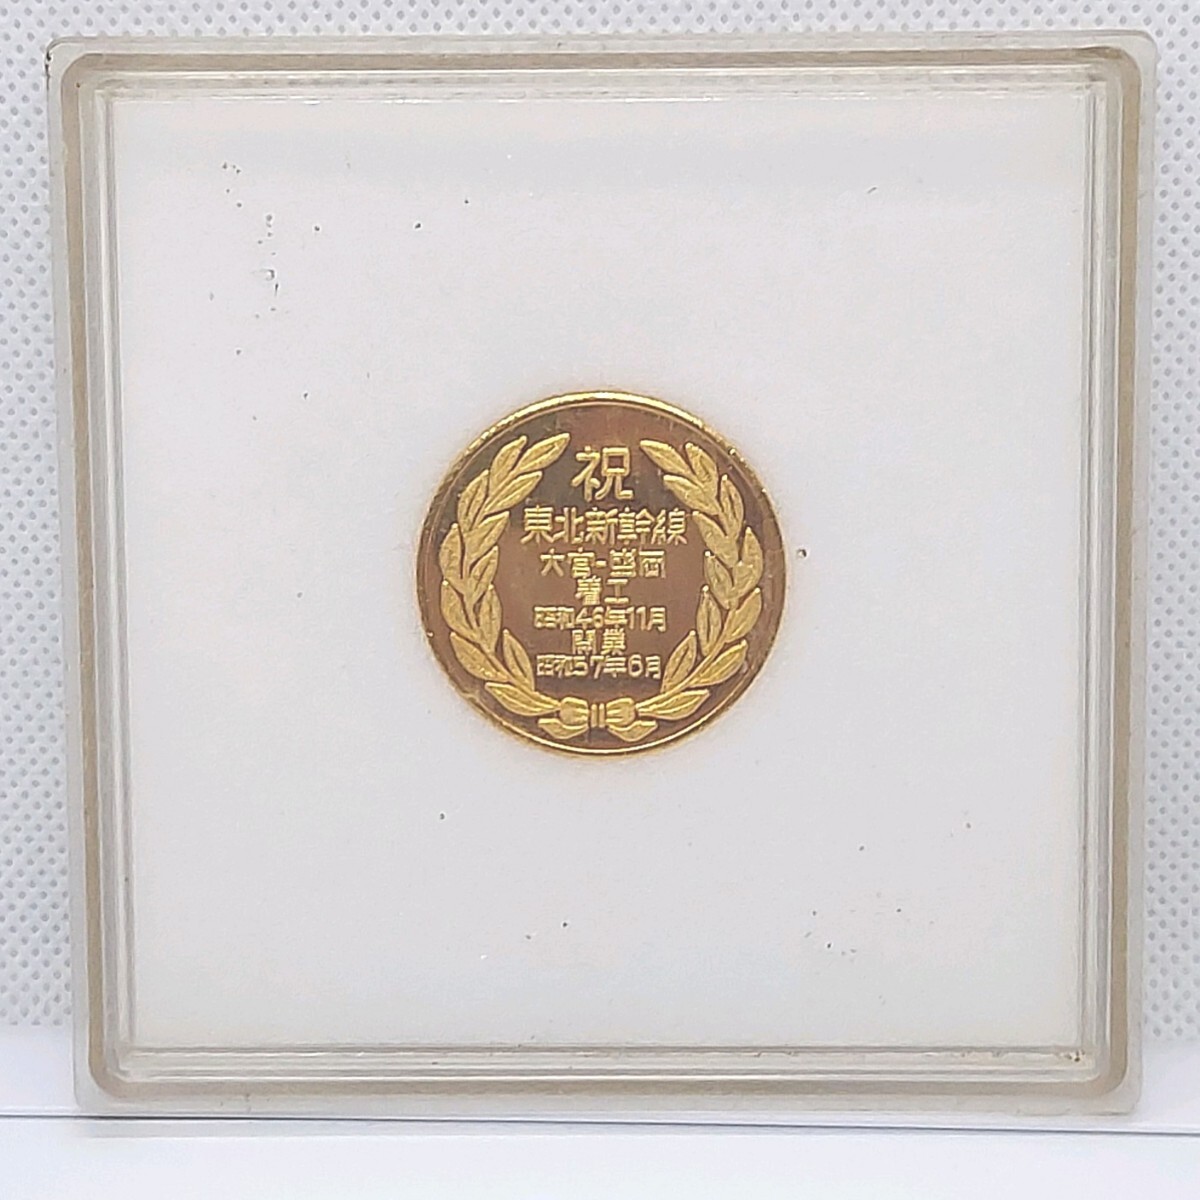 祝
東北新幹線
大宮-盛岡
着工
昭和46年11月
開業
昭和57年6月